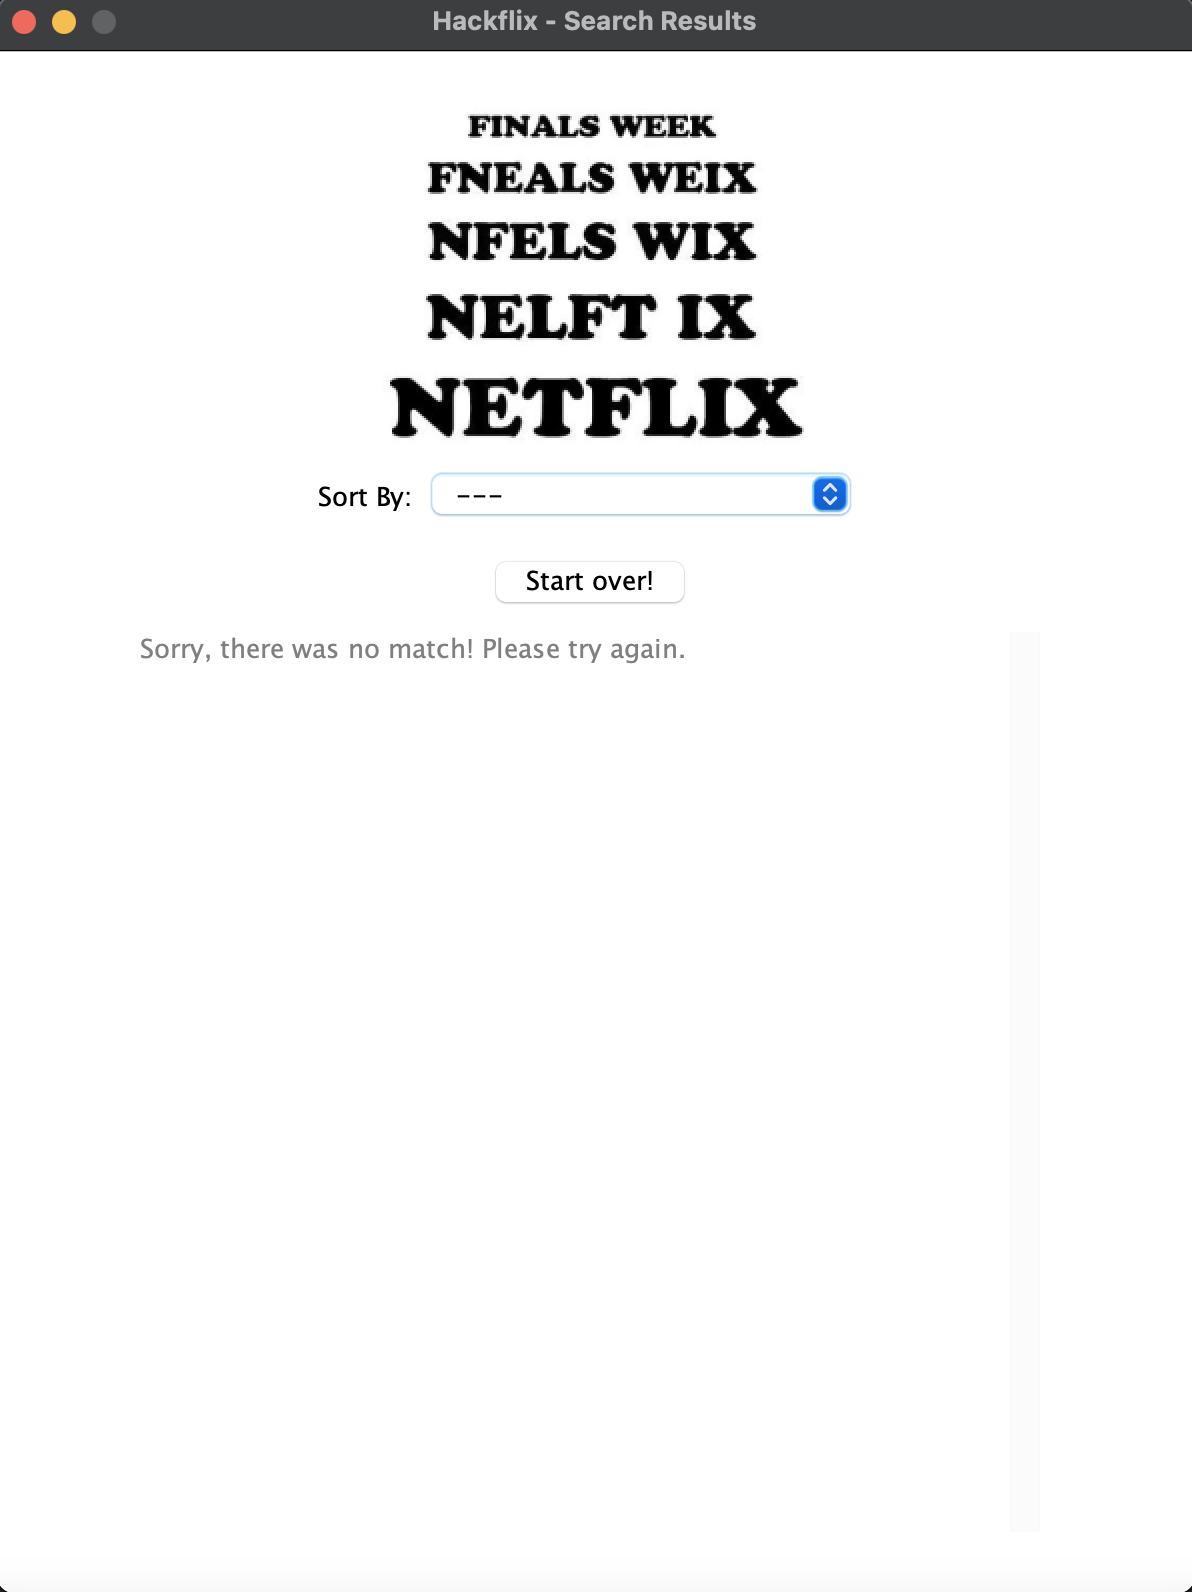 Hackflix - Search Results
FINALS WEEK
FNEALS WEIX
NFELS WIX
NELFT IX
NETFLIX
Sort By: ---
Start over!
Sorry, there was no match! Please try again.